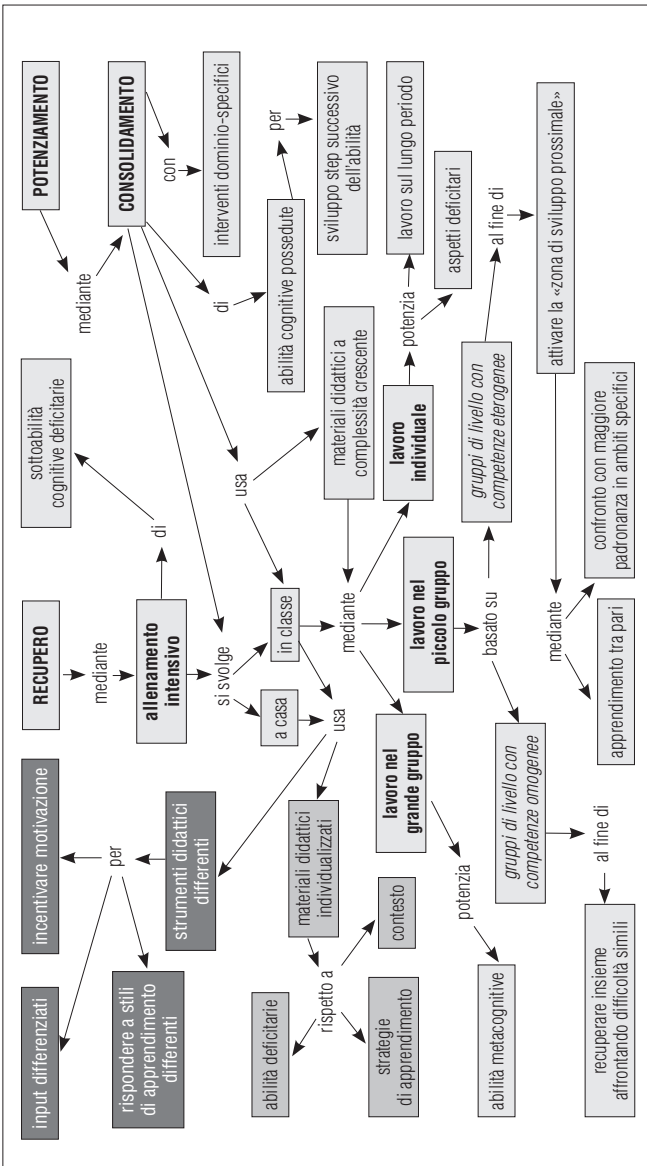 RECUPERO
mediante
allenamento
intensivo
di
sottoabilità
cognitive deficitarie
POTENZIAMENTO
mediante
CONSOLIDAMENTO
con
interventi dominio-specifici
di
abilità cognitive possedute
per
sviluppo step successivo
dell'abilità
si svolge
a casa
in classe
usa
materiali didattici a
complessità crescente
usa
strumenti didattici
differenti
per
incentivare motivazione
input differenziati
rispondere a stili
di apprendimento
differenti
materiali didattici
individualizzati
rispetto a
abilità deficitarie
strategie
di apprendimento
contesto
mediante
lavoro nel
grande gruppo
potenzia
abilità metacognitive
lavoro nel
piccolo gruppo
basato su
gruppi di livello con
competenze omogenee
al fine di
recuperare insieme
affrontando difficoltà simili
gruppi di livello con
competenze eterogenee
al fine di
attivare la «zona di sviluppo prossimale»
mediante
apprendimento tra pari
confronto con maggiore
padronanza in ambiti specifici
lavoro
individuale
potenzia
lavoro sul lungo periodo
aspetti deficitari